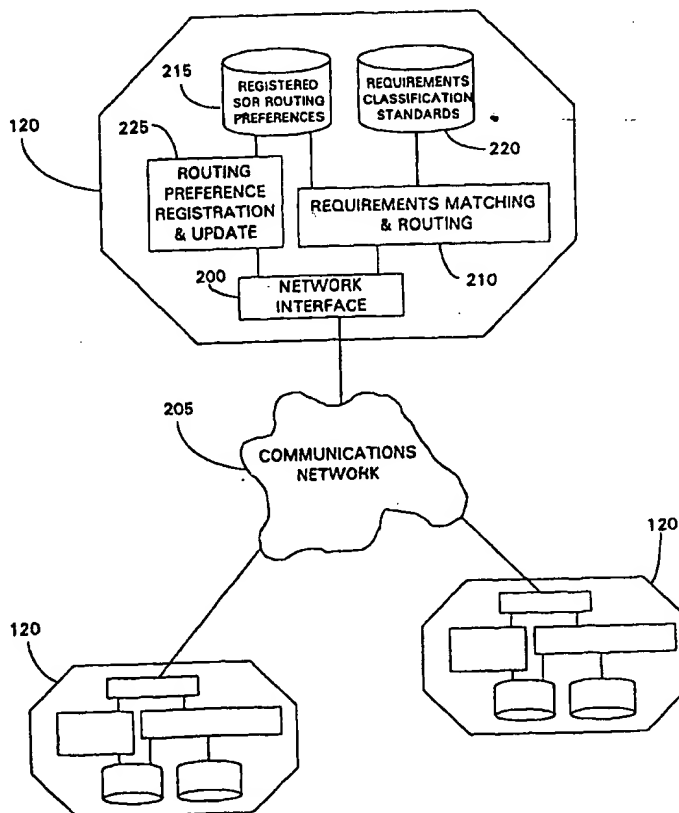 215
REGISTERED
SOR ROUTING
PREFERENCES
REQUIREMENTS
CLASSIFICATION
STANDARDS
225
120
220
ROUTING
PREFERENCE
REGISTRATION
& UPDATE
REQUIREMENTS MATCHING
& ROUTING
200
210
NETWORK
INTERFACE
205
COMMUNICATIONS
NETWORK
120
120